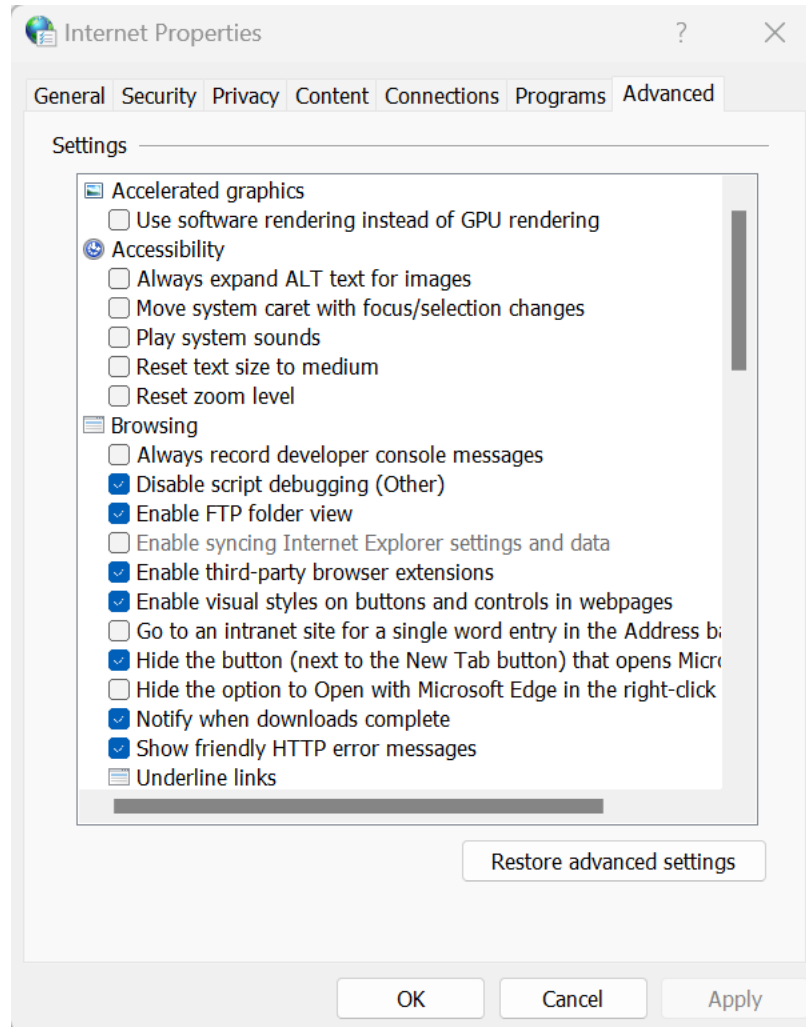 Internet Properties
General Security Privacy Content Connections Programs Advanced
Settings
Accelerated graphics
Use software rendering instead of GPU rendering
Accessibility
Always expand ALT text for images
Move system caret with focus/selection changes
Play system sounds
Reset text size to medium
Reset zoom level
Browsing
Always record developer console messages
Disable script debugging (Other)
Enable FTP folder view
Enable syncing Internet Explorer settings and data
Enable third-party browser extensions
Enable visual styles on buttons and controls in webpages
Go to an intranet site for a single word entry in the Address
Hide the button (next to the New Tab button) that opens
Hide the option to Open with Microsoft Edge in the right-click
Notify when downloads complete
Show friendly HTTP error messages
Underline links
Restore advanced settings
OK Cancel Apply